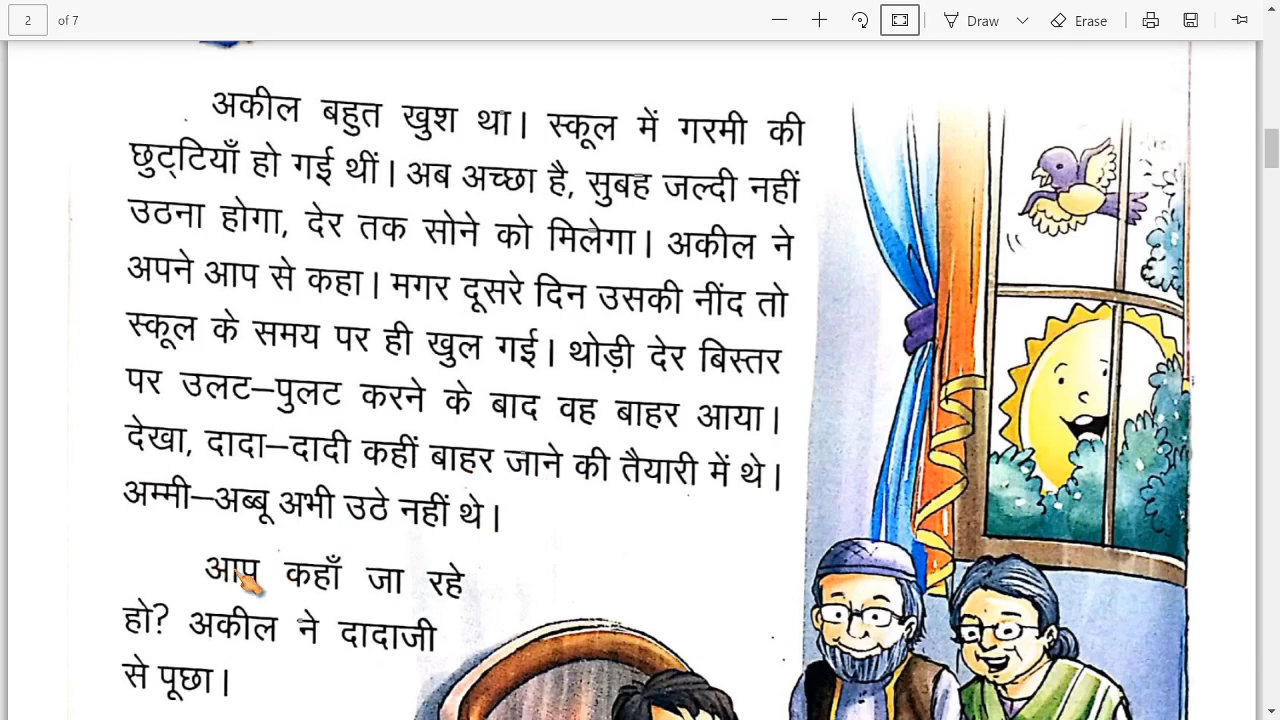 2 of 7
Draw
Erase
अकील बहुत खुश था। स्कूल में गरमी की
छुट्टियाँ हो गई थीं। अब अच्छा है, सुबह जल्दी नहीं
उठना होगा, देर तक सोने को मिलेगा। अकील ने
अपने आप से कहा। मगर दूसरे दिन उसकी नींद तो
स्कूल के समय पर ही खुल गई। थोड़ी देर बिस्तर
पर उलट–पुलट करने के बाद वह बाहर आया।
देखा, दादा–दादी कहीं बाहर जाने की तैयारी में थे।
अम्मी–अब्बू अभी उठे नहीं थे।
आप कहाँ जा रहे
हो? अकील ने दादाजी
से पूछा।